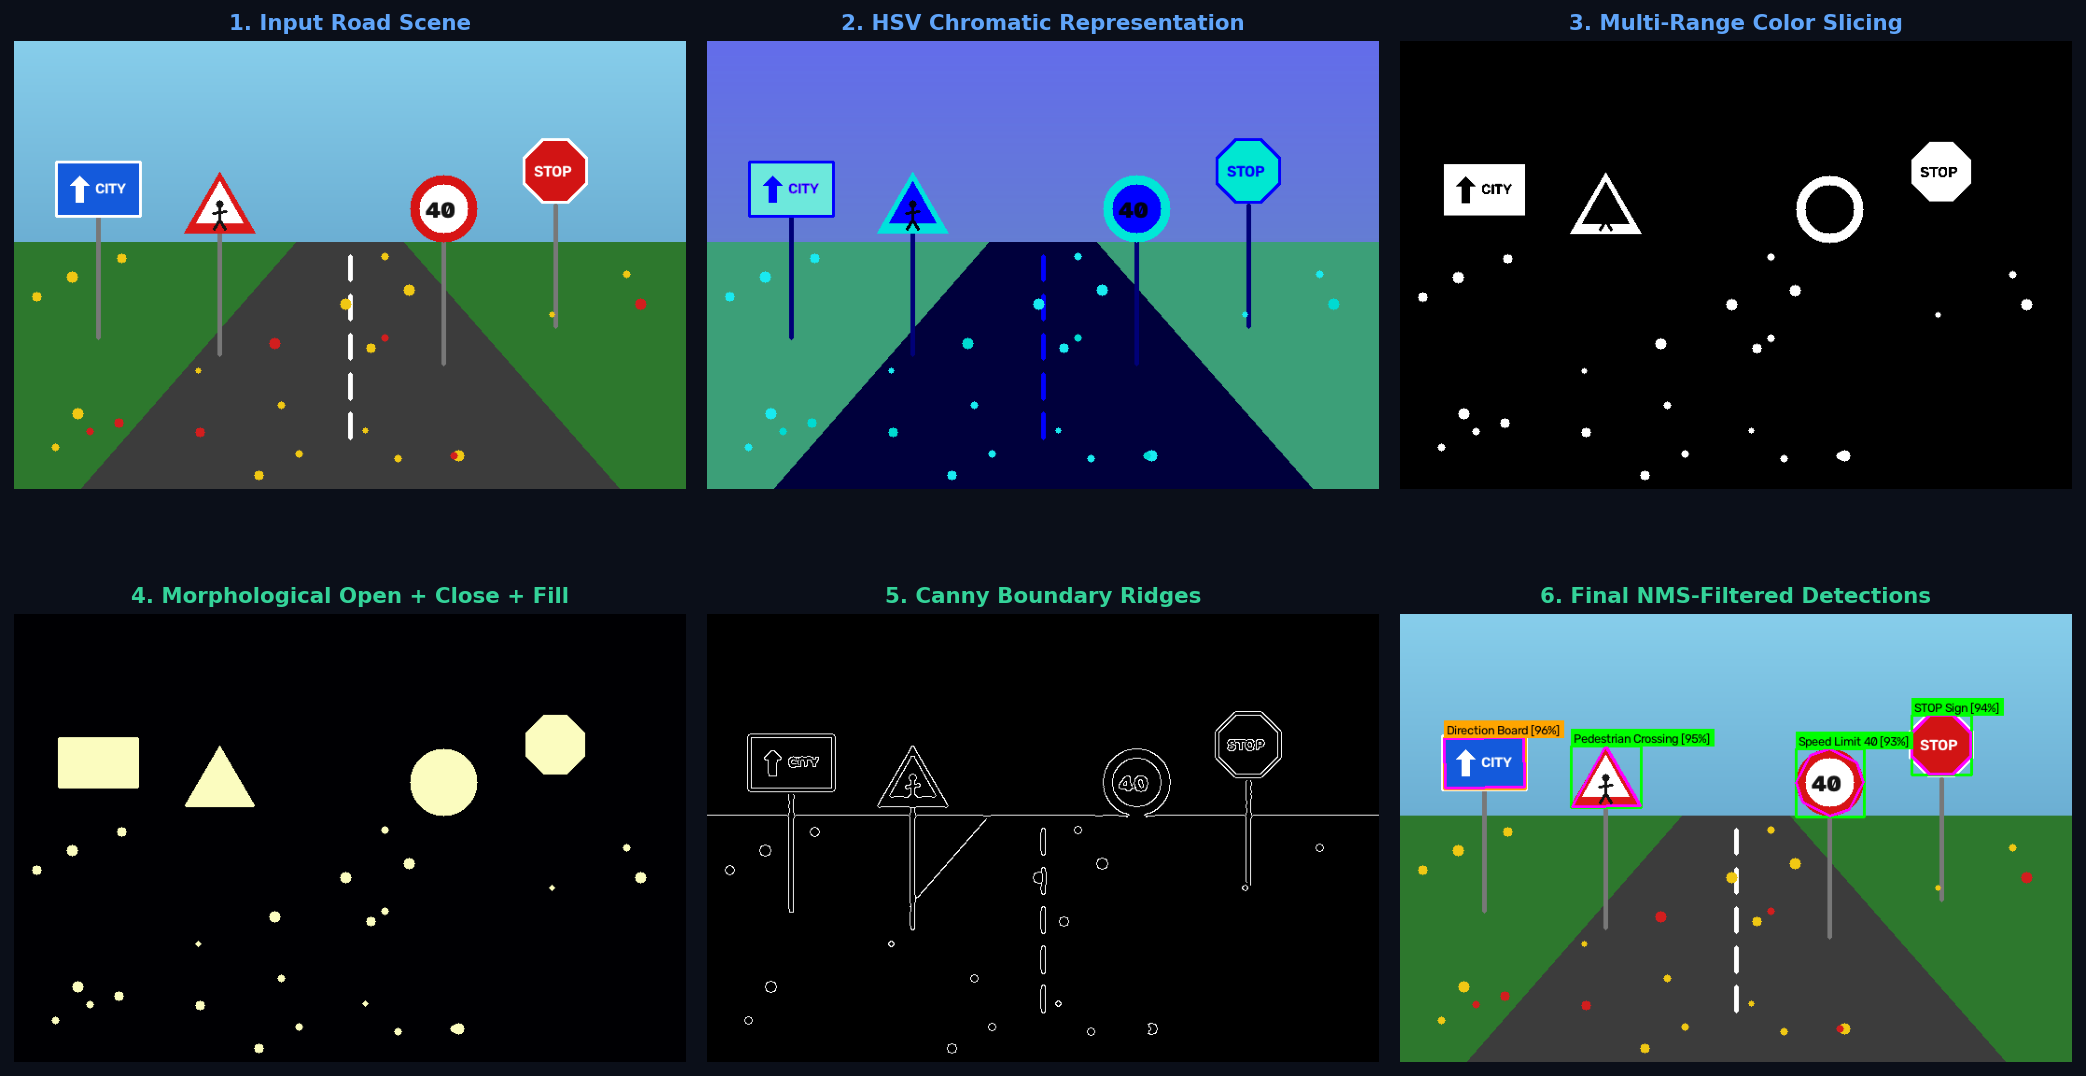 1. Input Road Scene
2. HSV Chromatic Representation
3. Multi-Range Color Slicing
STOP
CITY
40
STOP
CITY
40
STOP
CITY
4. Morphological Open + Close + Fill
5. Canny Boundary Ridges
6. Final NMS-Filtered Detections
STOP
CITY
40
STOP Sign [94%]
Direction Board [96%]
Pedestrian Crossing [95%]
Speed Limit 40 [93%]
STOP
CITY
40